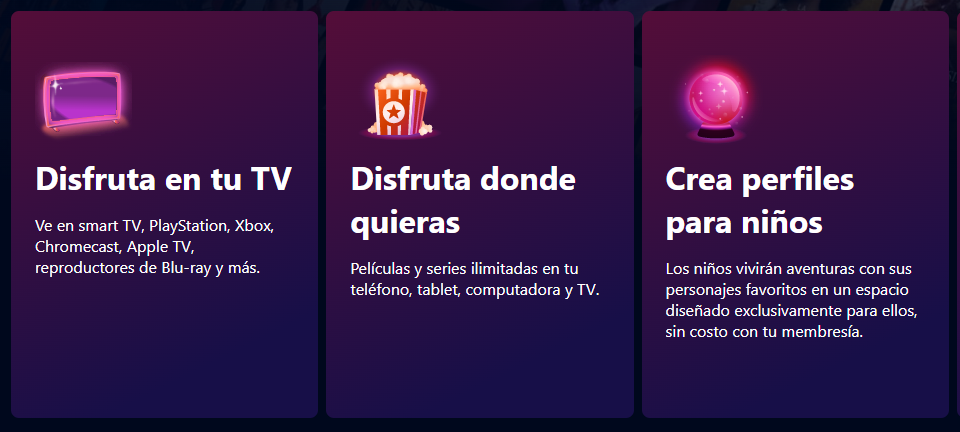 Disfruta en tu TV
Ve en smart TV, PlayStation, Xbox,
Chromecast, Apple TV,
reproductores de Blu-ray y más.
Disfruta donde
quieras
Películas y series ilimitadas en tu
teléfono, tablet, computadora y TV.
Crea perfiles
para niños
Los niños vivirán aventuras con sus
personajes favoritos en un espacio
diseñado exclusivamente para ellos,
sin costo con tu membresía.